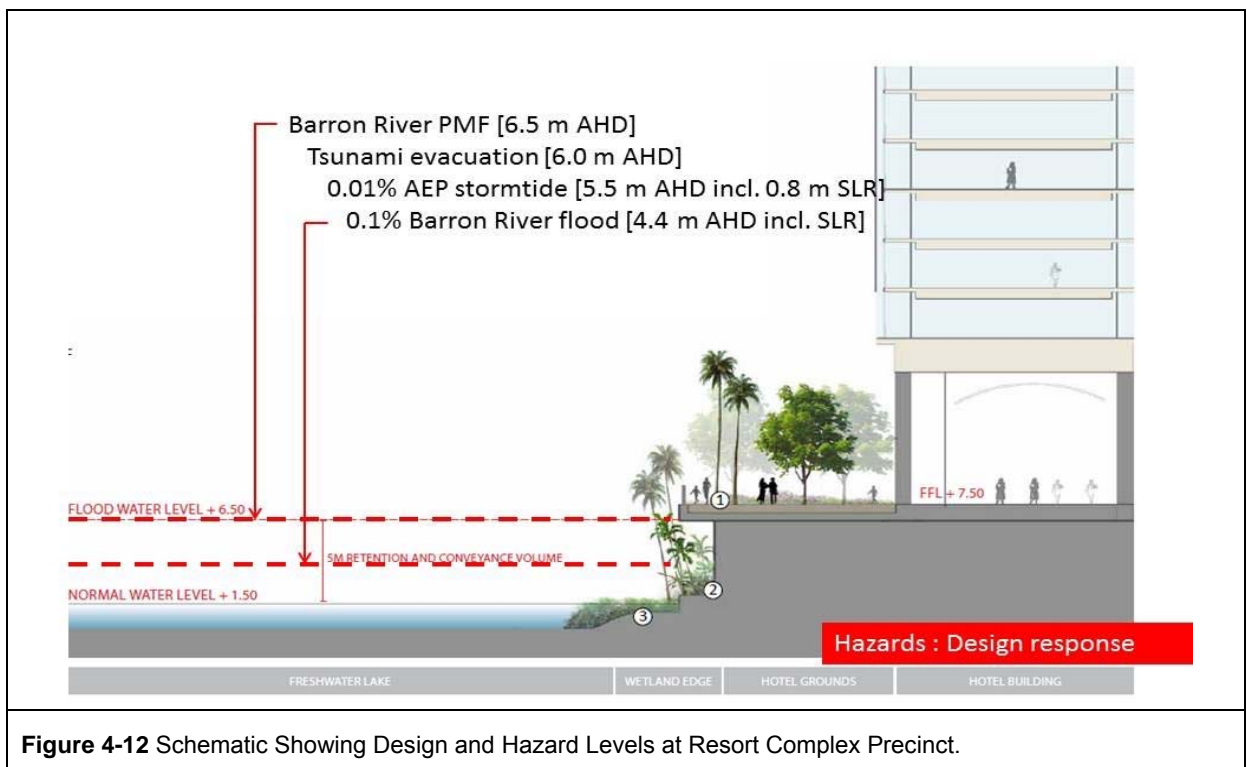 Barron River PMF [6.5 m AHD]
Tsunami evacuation [6.0 m AHD]
0.01% AEP stormtide [5.5 m AHD incl. 0.8 m SLR]
0.1% Barron River flood [4.4 m AHD incl. SLR]
FLOOD WATER LEVEL + 6.50
FFL + 7.50
1
5M RETENTION AND CONVEYANCE VOLUME
NORMAL WATER LEVEL + 1.50
2
3
Hazards : Design response
FRESHWATER LAKE
WETLAND EDGE
HOTEL GROUNDS
HOTEL BUILDING
Figure 4-12 Schematic Showing Design and Hazard Levels at Resort Complex Precinct.